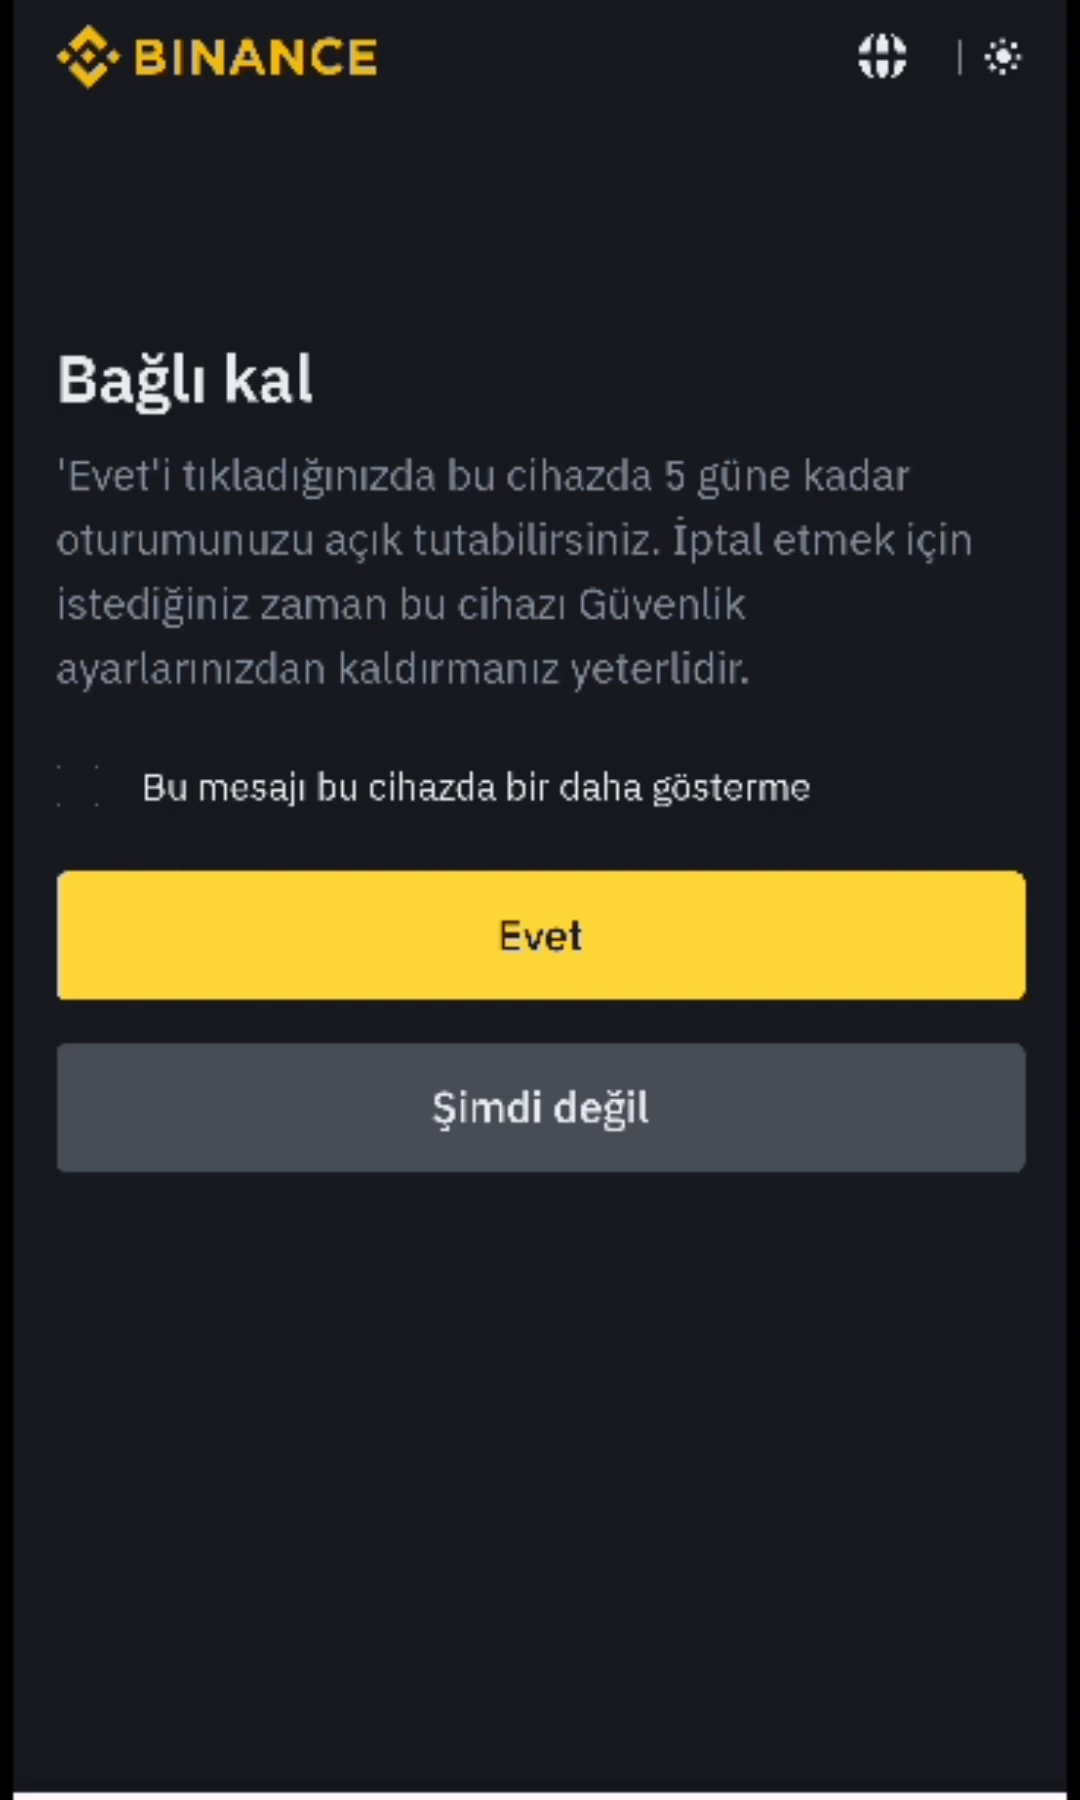 BINANCE
Bağlı kal
'Evet'i tıkladığınızda bu cihazda 5 güne kadar
oturumunuzu açık tutabilirsiniz. İptal etmek için
istediğiniz zaman bu cihazı Güvenlik
ayarlarınızdan kaldırmanız yeterlidir.
Bu mesajı bu cihazda bir daha gösterme
Evet
Şimdi değil